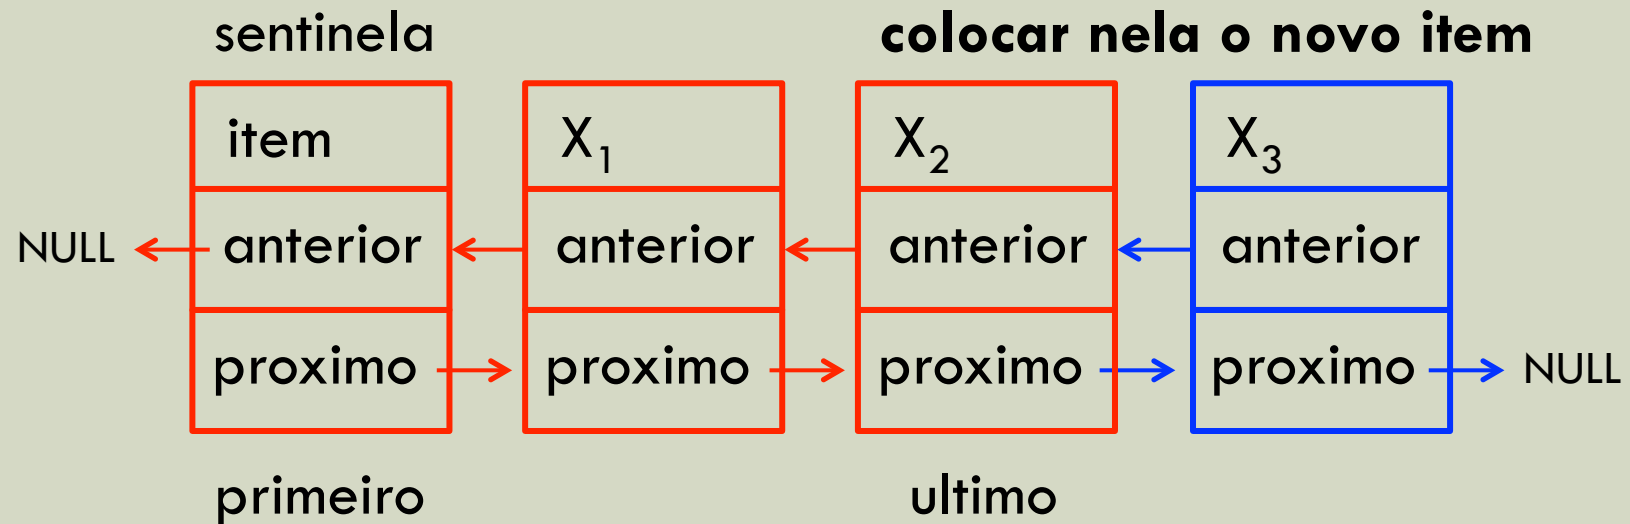 sentinela colocar nela o novo item
item X₁ X₂ X₃
NULL anterior anterior anterior anterior
proximo proximo proximo proximo NULL
primeiro ultimo